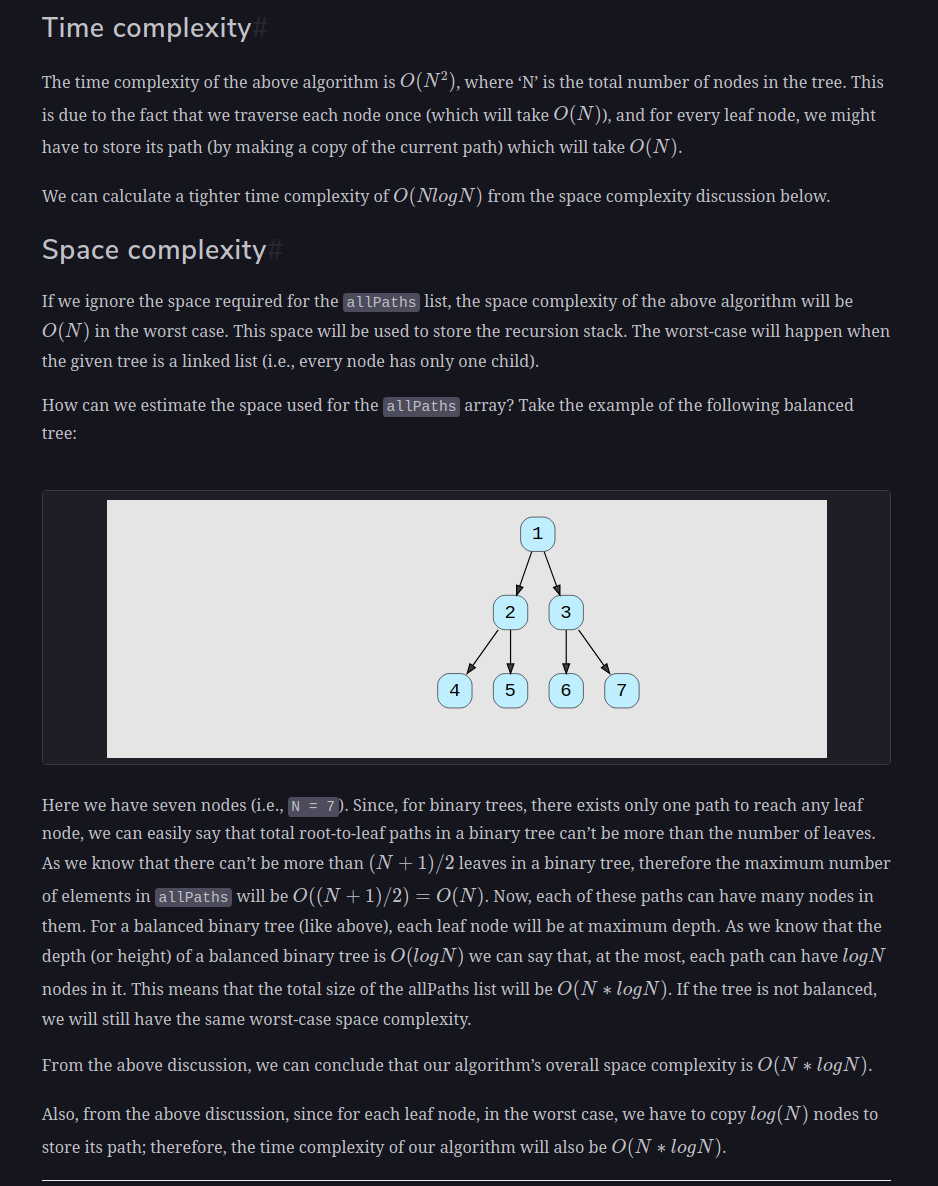 Time complexity#
The time complexity of the above algorithm is O(N²), where ‘N’ is the total number of nodes in the tree. This
is due to the fact that we traverse each node once (which will take O(N)), and for every leaf node, we might
have to store its path (by making a copy of the current path) which will take O(N).
We can calculate a tighter time complexity of O(NlogN) from the space complexity discussion below.
Space complexity#
If we ignore the space required for the allPaths list, the space complexity of the above algorithm will be
O(N) in the worst case. This space will be used to store the recursion stack. The worst-case will happen when
the given tree is a linked list (i.e., every node has only one child).
How can we estimate the space used for the allPaths array? Take the example of the following balanced
tree:
1
2 3
4 5 6 7
Here we have seven nodes (i.e., N = 7). Since, for binary trees, there exists only one path to reach any leaf
node, we can easily say that total root-to-leaf paths in a binary tree can’t be more than the number of leaves.
As we know that there can’t be more than (N + 1)/2 leaves in a binary tree, therefore the maximum number
of elements in allPaths will be O((N + 1)/2) = O(N). Now, each of these paths can have many nodes in
them. For a balanced binary tree (like above), each leaf node will be at maximum depth. As we know that the
depth (or height) of a balanced binary tree is O(logN) we can say that, at the most, each path can have logN
nodes in it. This means that the total size of the allPaths list will be O(N ∗ logN). If the tree is not balanced,
we will still have the same worst-case space complexity.
From the above discussion, we can conclude that our algorithm’s overall space complexity is O(N ∗ logN).
Also, from the above discussion, since for each leaf node, in the worst case, we have to copy log(N) nodes to
store its path; therefore, the time complexity of our algorithm will also be O(N ∗ logN).